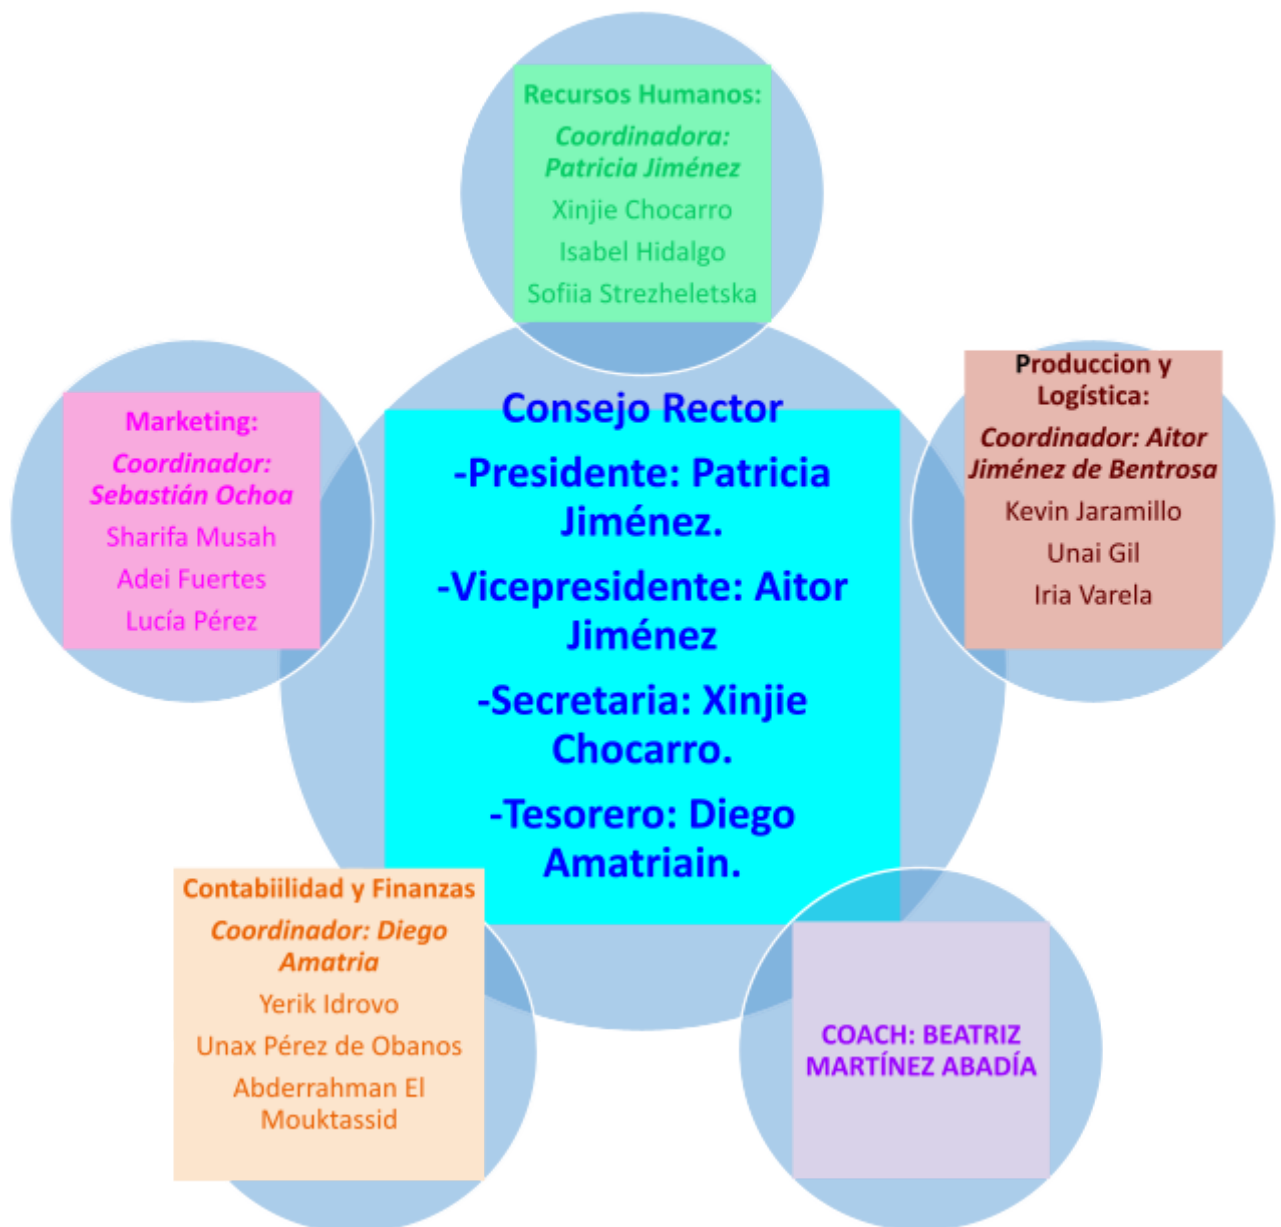 Recursos Humanos:
Coordinadora:
Patricia Jiménez
Xinjie Chocarro
Isabel Hidalgo
Sofiia Strezheletska
Marketing:
Coordinador:
Sebastián Ochoa
Sharifa Musah
Adei Fuertes
Lucía Pérez
Consejo Rector
-Presidente: Patricia
Jiménez.
-Vicepresidente: Aitor
Jiménez
-Secretaria: Xinjie
Chocarro.
-Tesorero: Diego
Amatriain.
Produccion y
Logística:
Coordinador: Aitor
Jiménez de Bentrosa
Kevin Jaramillo
Unai Gil
Iria Varela
Contabiilidad y Finanzas
Coordinador: Diego
Amatria
Yerik Idrovo
Unax Pérez de Obanos
Abderrahman El
Mouktassid
COACH: BEATRIZ
MARTÍNEZ ABADÍA